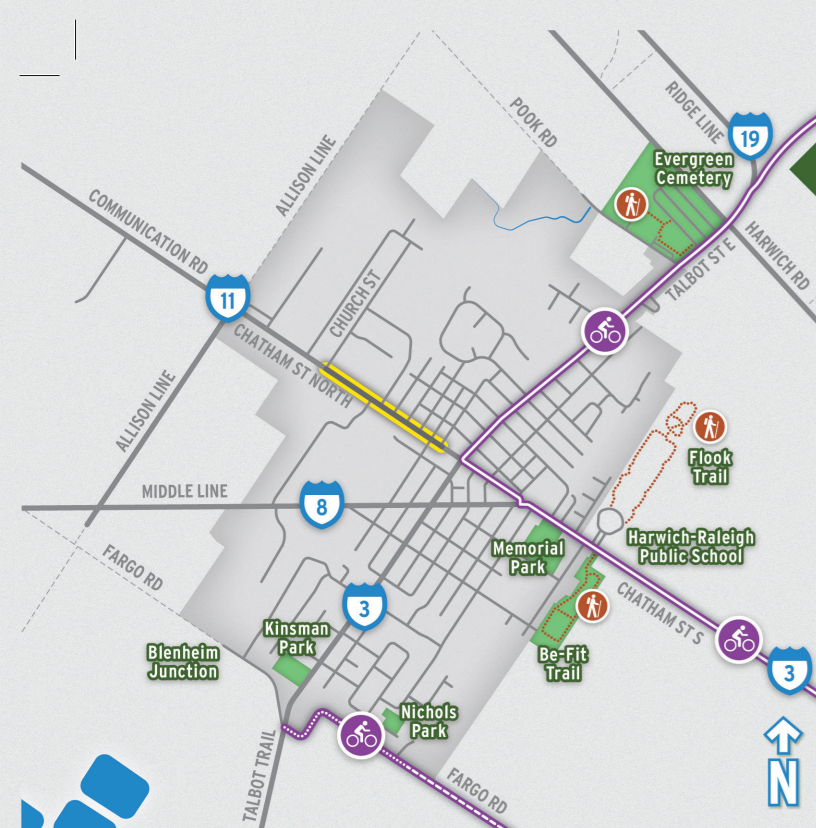 POOK RD
RIDGE LINE
19
ALLISON LINE
Evergreen
Cemetery
COMMUNICATION RD
HARWICH RD
TALBOT ST E
11
CHURCH ST
CHATHAM ST NORTH
ALLISON LINE
Flook
Trail
MIDDLE LINE
8
Memorial
Park
Harwich-Raleigh
Public School
FARGO RD
CHATHAM ST S
3
Kinsman
Park
Blenheim
Junction
Be-Fit
Trail
3
Nichols
Park
TALBOT TRAIL
FARGO RD
N